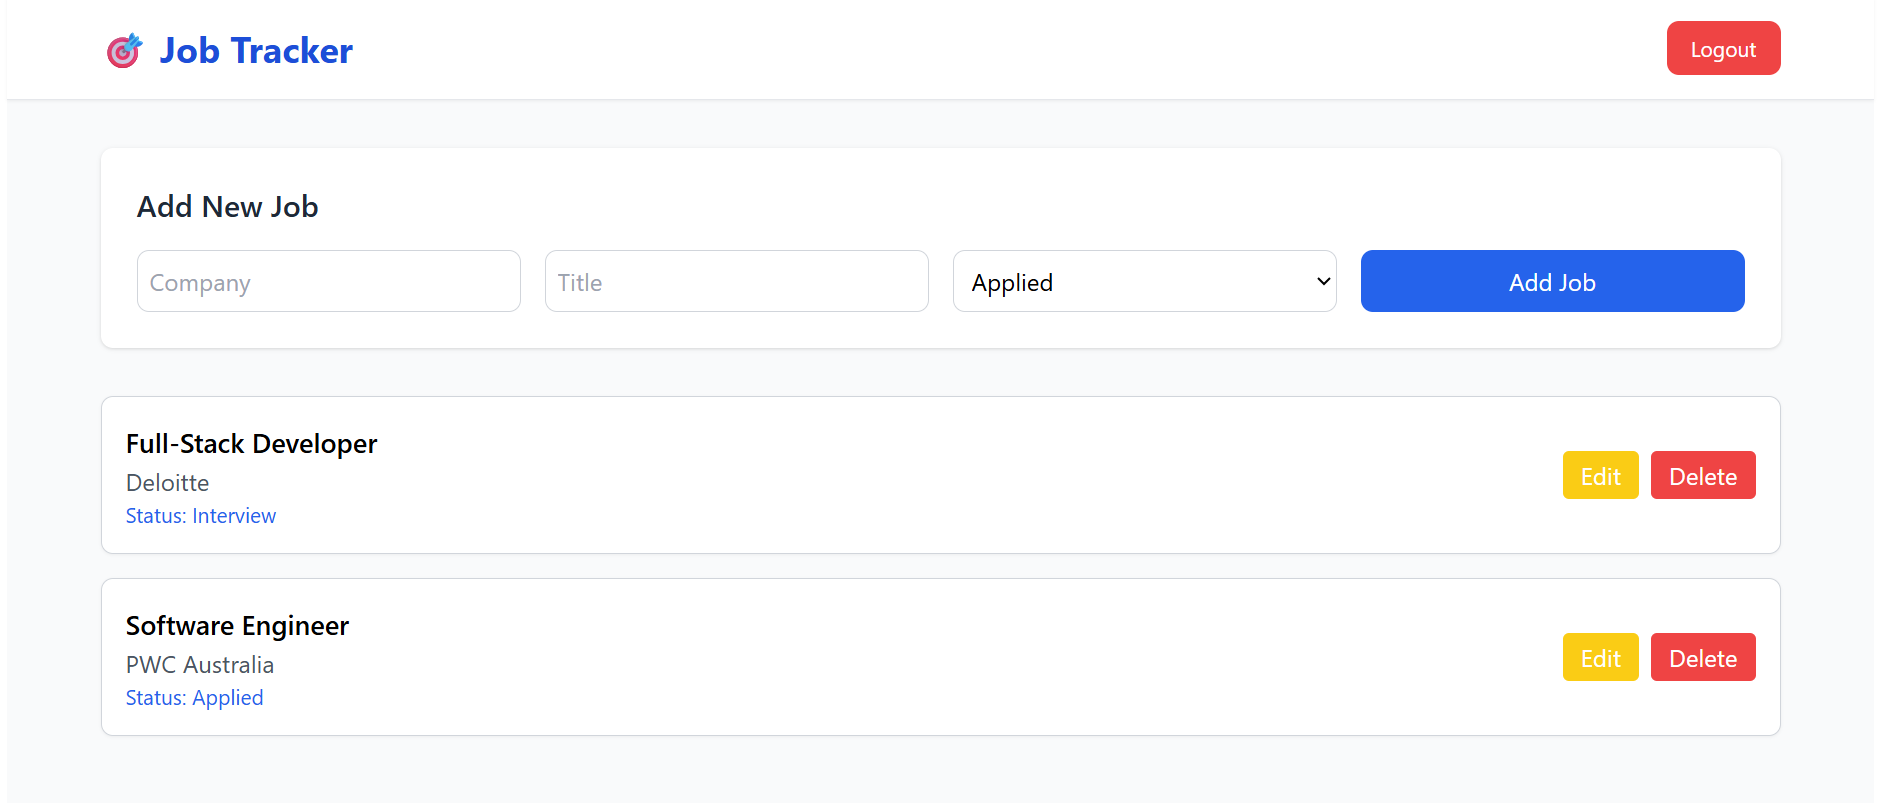 Job Tracker
Logout
Add New Job
Company
Title
Applied
Add Job
Full-Stack Developer
Deloitte
Status: Interview
Edit
Delete
Software Engineer
PWC Australia
Status: Applied
Edit
Delete